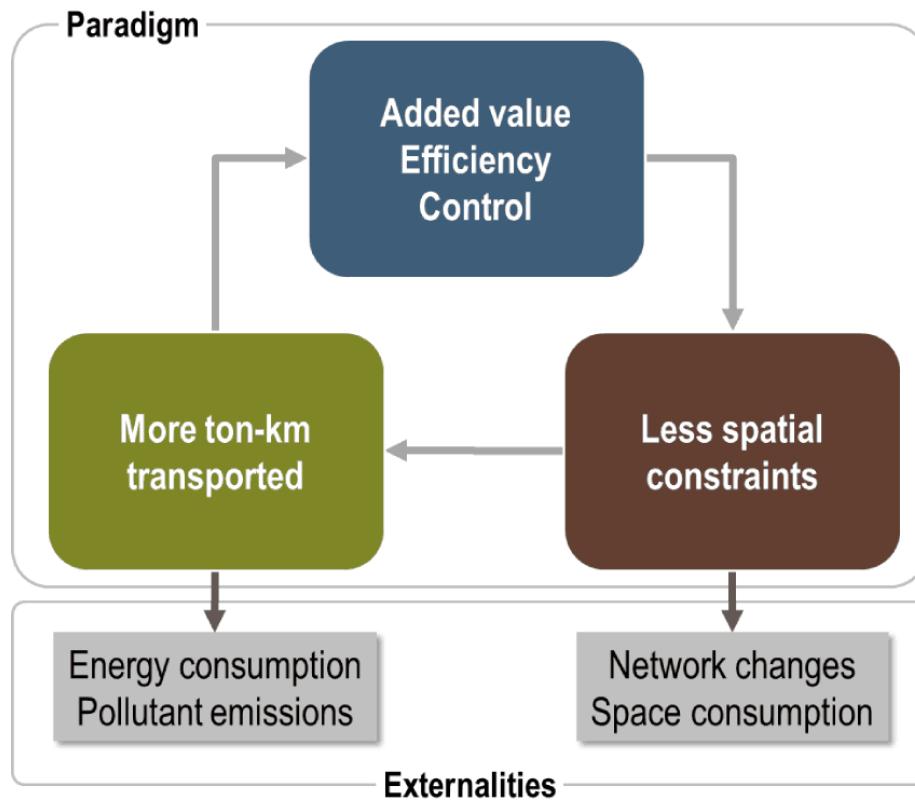 Paradigm
Added value
Efficiency
Control
More ton-km
transported
Less spatial
constraints
Energy consumption
Pollutant emissions
Network changes
Space consumption
Externalities